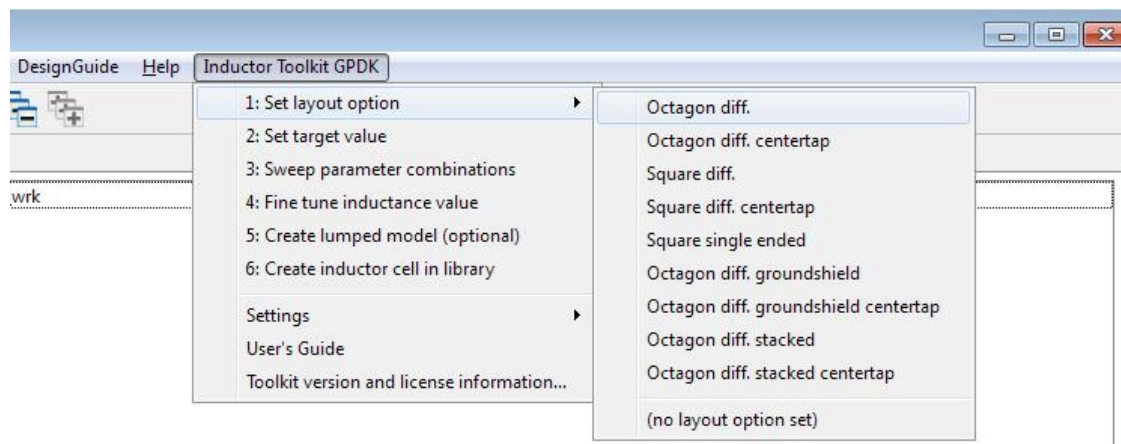 DesignGuide Help Inductor Toolkit GPDK
1: Set layout option
2: Set target value
3: Sweep parameter combinations
4: Fine tune inductance value
5: Create lumped model (optional)
6: Create inductor cell in library
Settings
User's Guide
Toolkit version and license information...
Octagon diff.
Octagon diff. centertap
Square diff.
Square diff. centertap
Square single ended
Octagon diff. groundshield
Octagon diff. groundshield centertap
Octagon diff. stacked
Octagon diff. stacked centertap
(no layout option set)
wrk